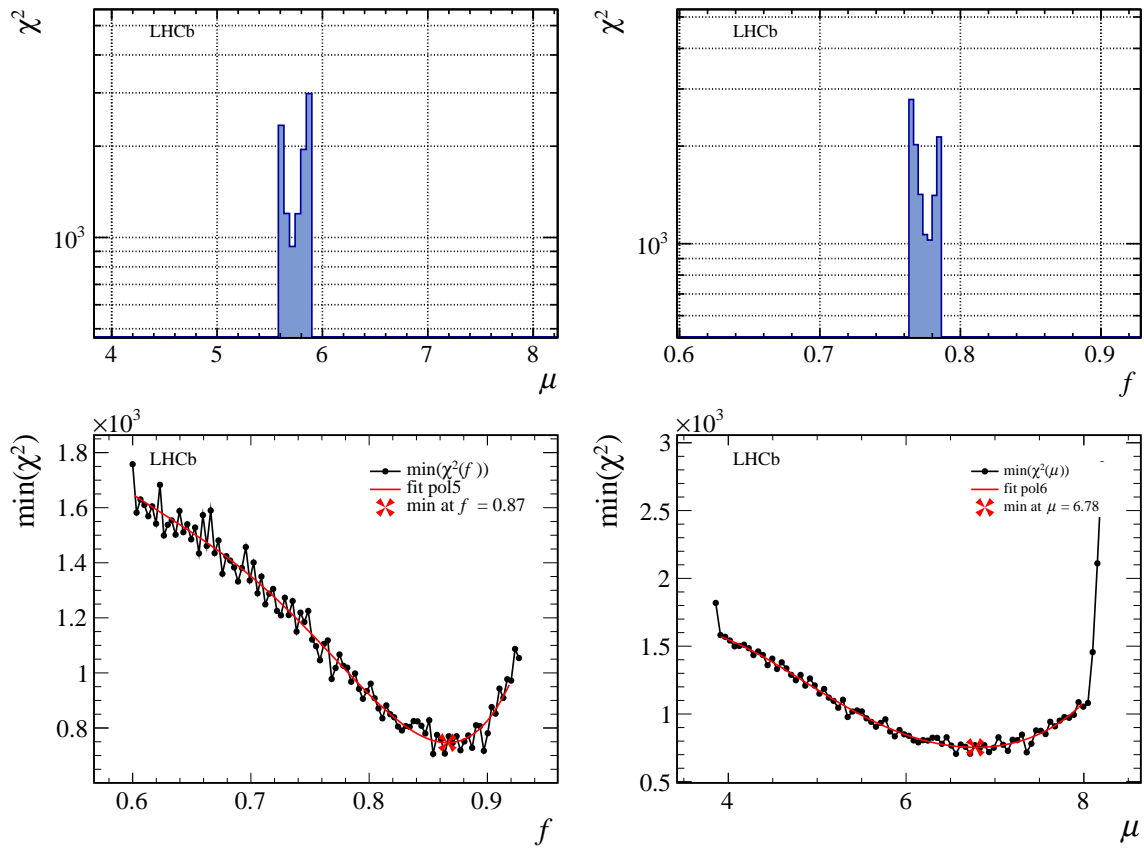 χ²
LHCb
10³
4 5 6 7 8
μ
χ²
LHCb
10³
0.6 0.7 0.8 0.9
f
×10³
min(χ²)
LHCb
min(χ²(f ))
fit pol5
min at f = 0.87
1.8
1.6
1.4
1.2
1
0.8
0.6 0.7 0.8 0.9
f
×10³
min(χ²)
LHCb
min(χ²(μ))
fit pol6
min at μ = 6.78
3
2.5
2
1.5
1
0.5
4 6 8
μ